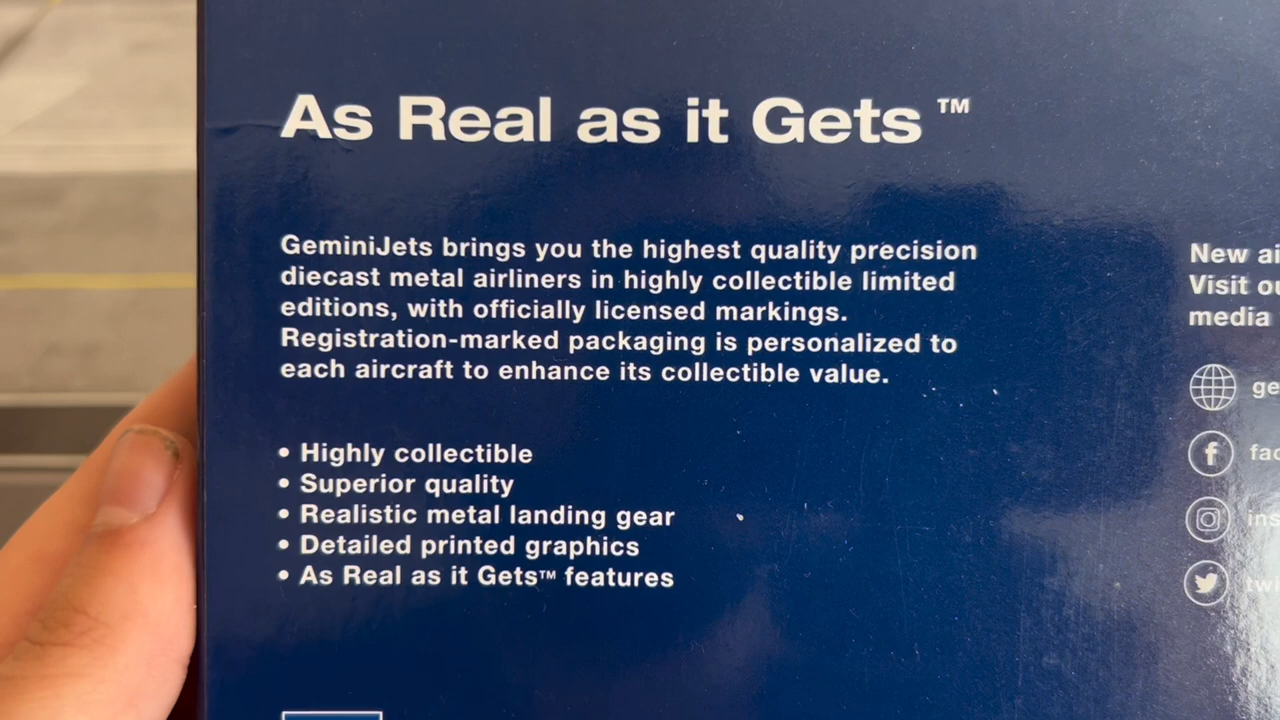 As Real as it Gets™
GeminiJets brings you the highest quality precision
diecast metal airliners in highly collectible limited
editions, with officially licensed markings.
Registration-marked packaging is personalized to
each aircraft to enhance its collectible value.
• Highly collectible
• Superior quality
• Realistic metal landing gear
• Detailed printed graphics
• As Real as it Gets™ features
New
Visit
media